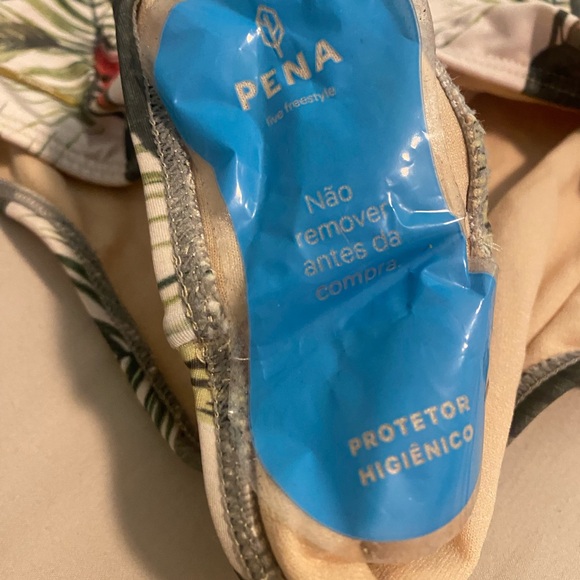 PENA
live freestyle
Não
remover
antes da
compra.
PROTETOR
HIGIÊNICO